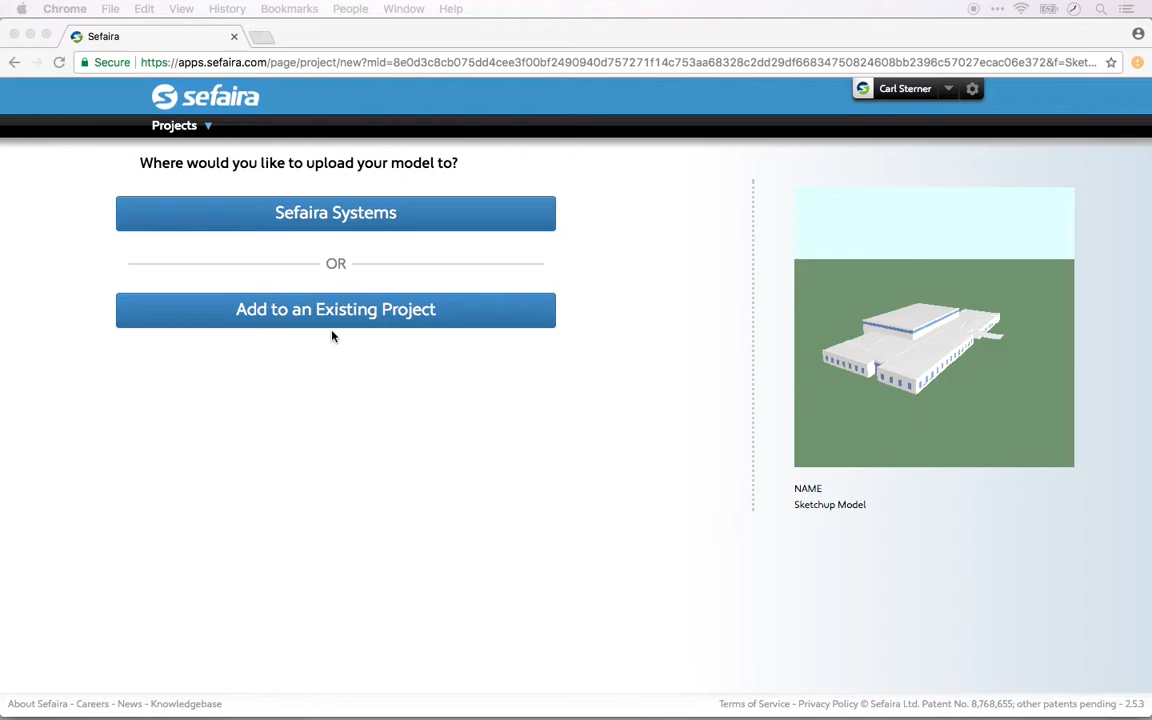 Chrome File Edit View History Bookmarks People Window Help
Sefaira
Secure https://apps.sefaira.com/page/project/new?mid=8e0d3c8cb075dd4cee3f00bf2490940d757271f14c753aa68328c2dd29df66834750824608bb2396c57027ecac06e372&f=Sket...
sefaira
Carl Sterner
Projects
Where would you like to upload your model to?
Sefaira Systems
OR
Add to an Existing Project
NAME
Sketchup Model
About Sefaira - Careers - News - Knowledgebase
Terms of Service - Privacy Policy © Sefaira Ltd. Patent No. 8,768,655; other patents pending - 2.5.3